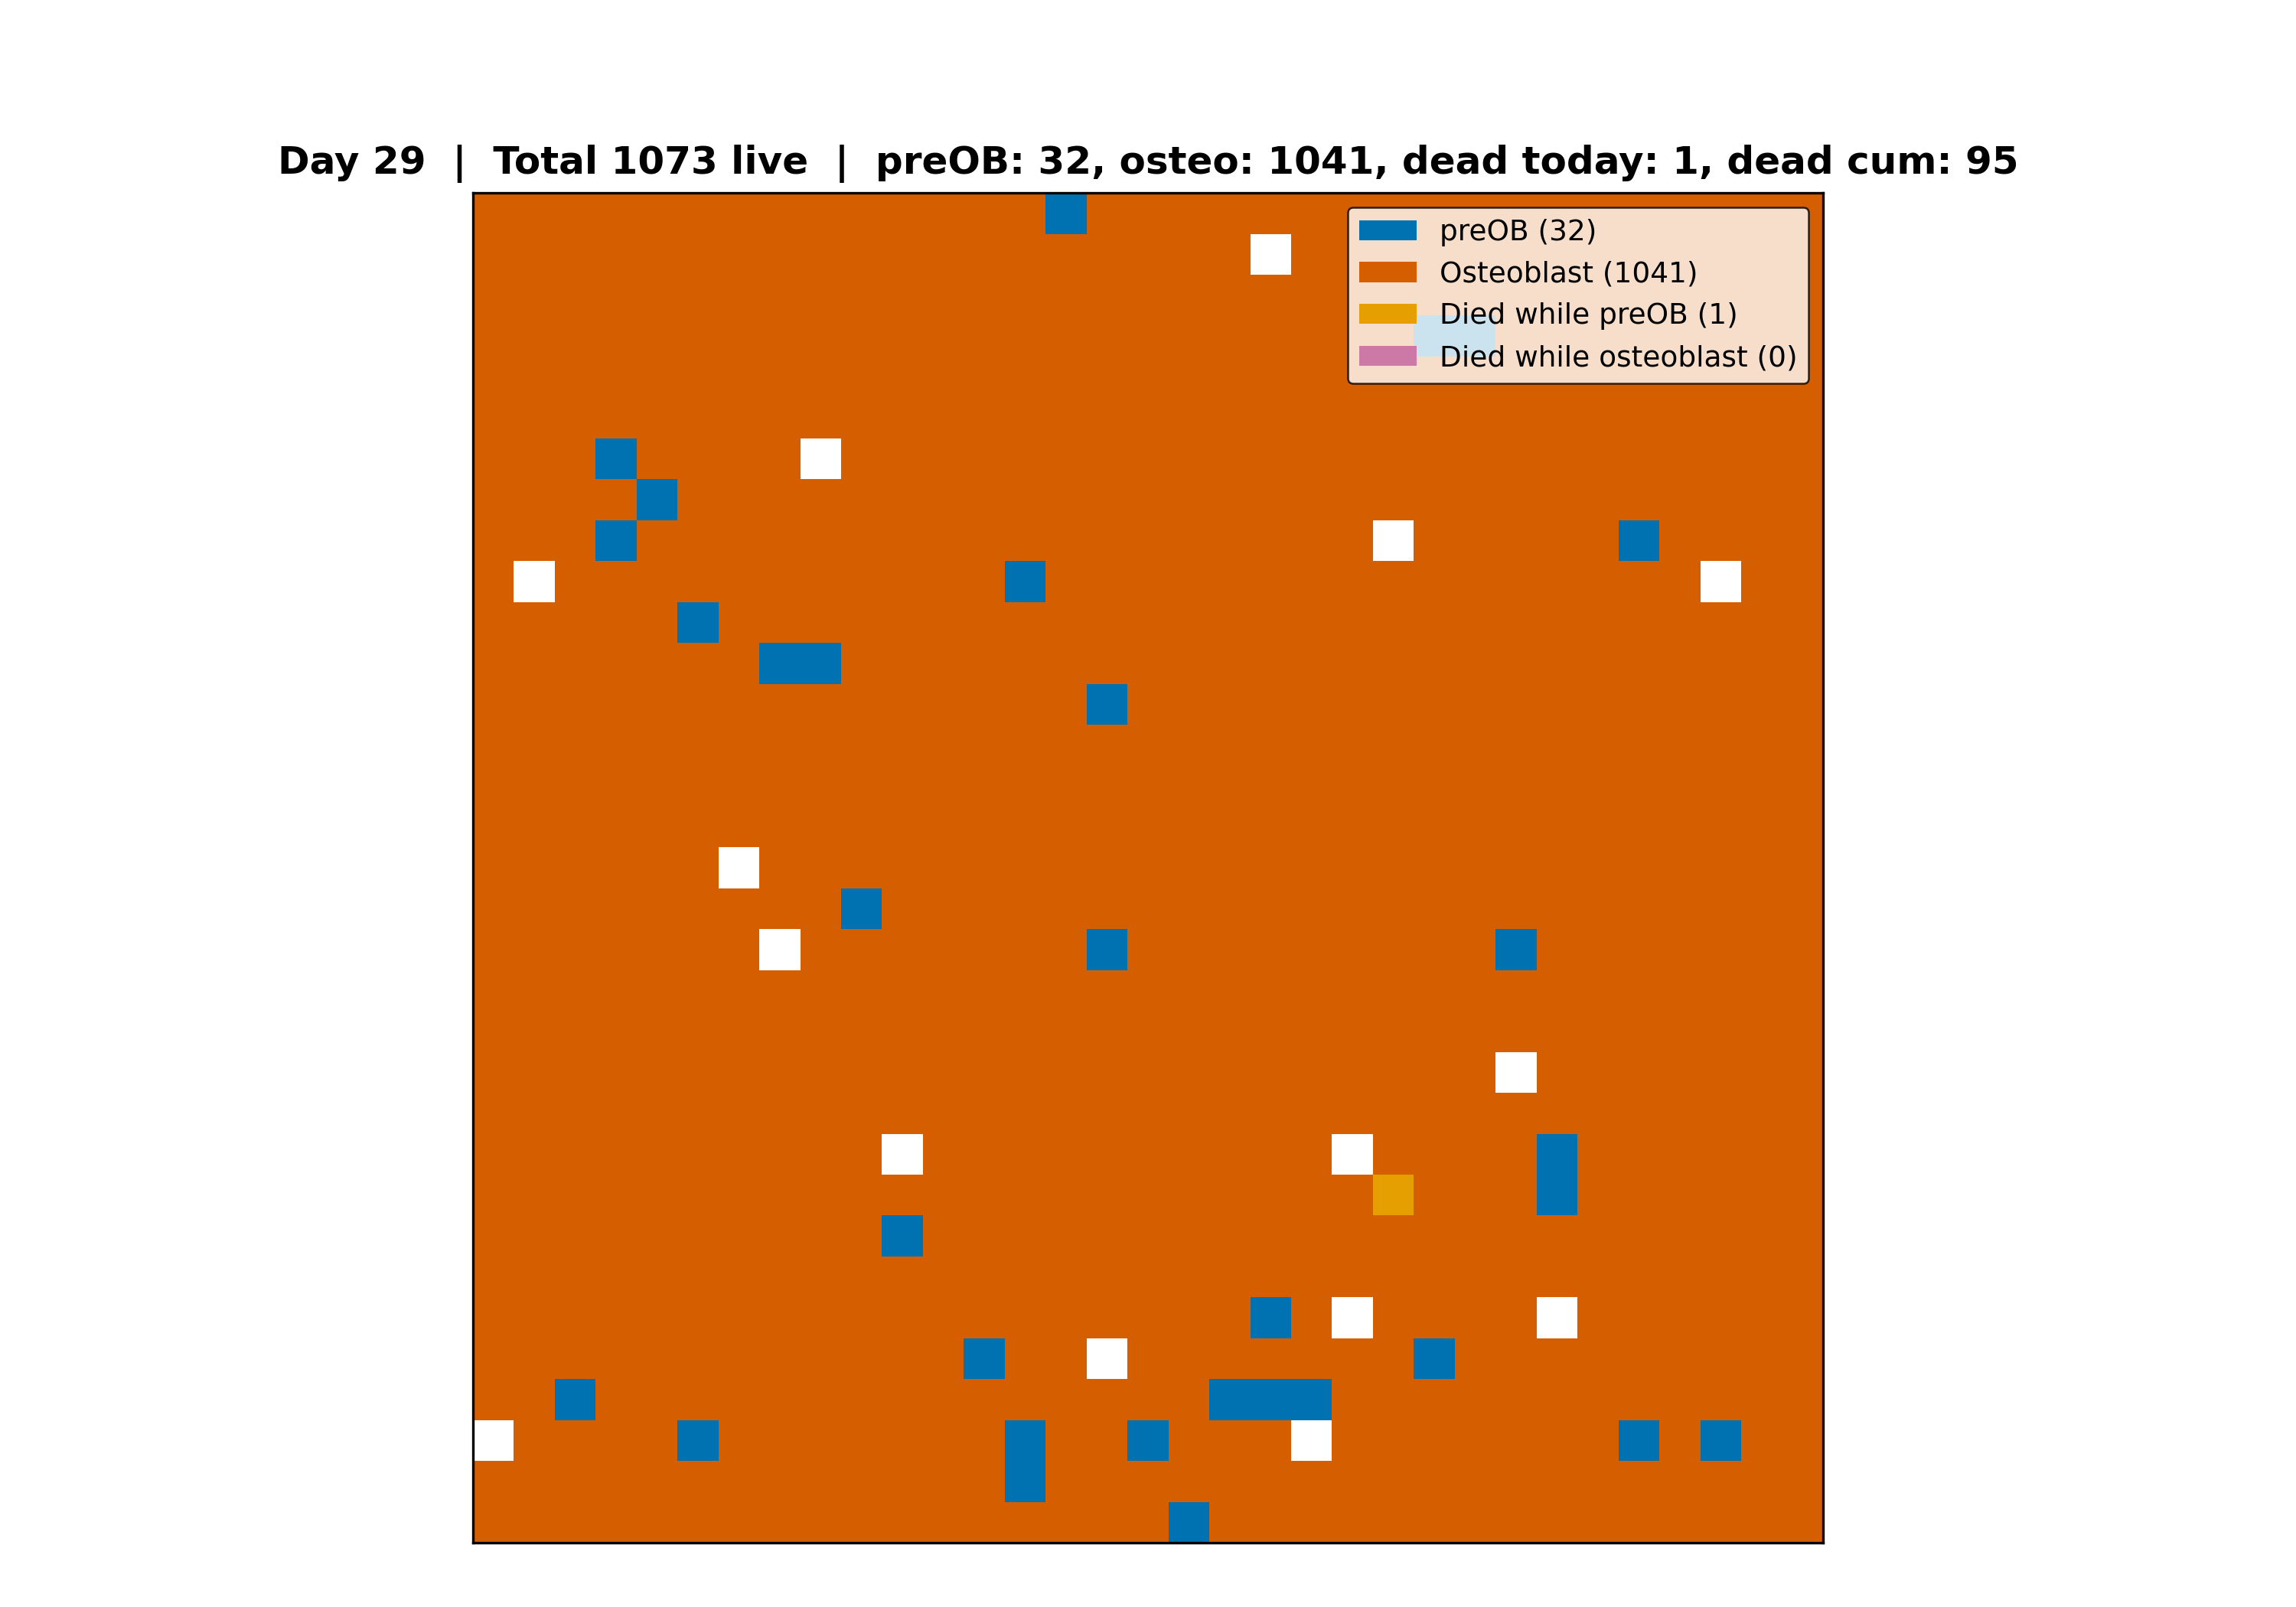 Day 29 | Total 1073 live | preOB: 32, osteo: 1041, dead today: 1, dead cum: 95
preOB (32)
Osteoblast (1041)
Died while preOB (1)
Died while osteoblast (0)